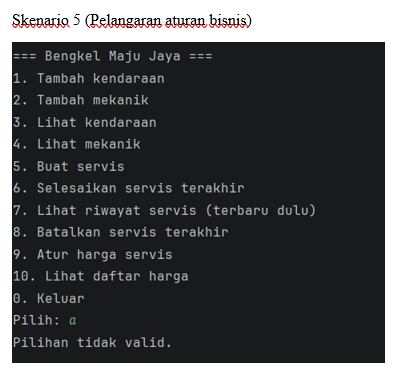 Skenario 5 (Pelangaran aturan bisnis)
=== Bengkel Maju Jaya ===
1. Tambah kendaraan
2. Tambah mekanik
3. Lihat kendaraan
4. Lihat mekanik
5. Buat servis
6. Selesaikan servis terakhir
7. Lihat riwayat servis (terbaru dulu)
8. Batalkan servis terakhir
9. Atur harga servis
10. Lihat daftar harga
0. Keluar
Pilih: a
Pilihan tidak valid.